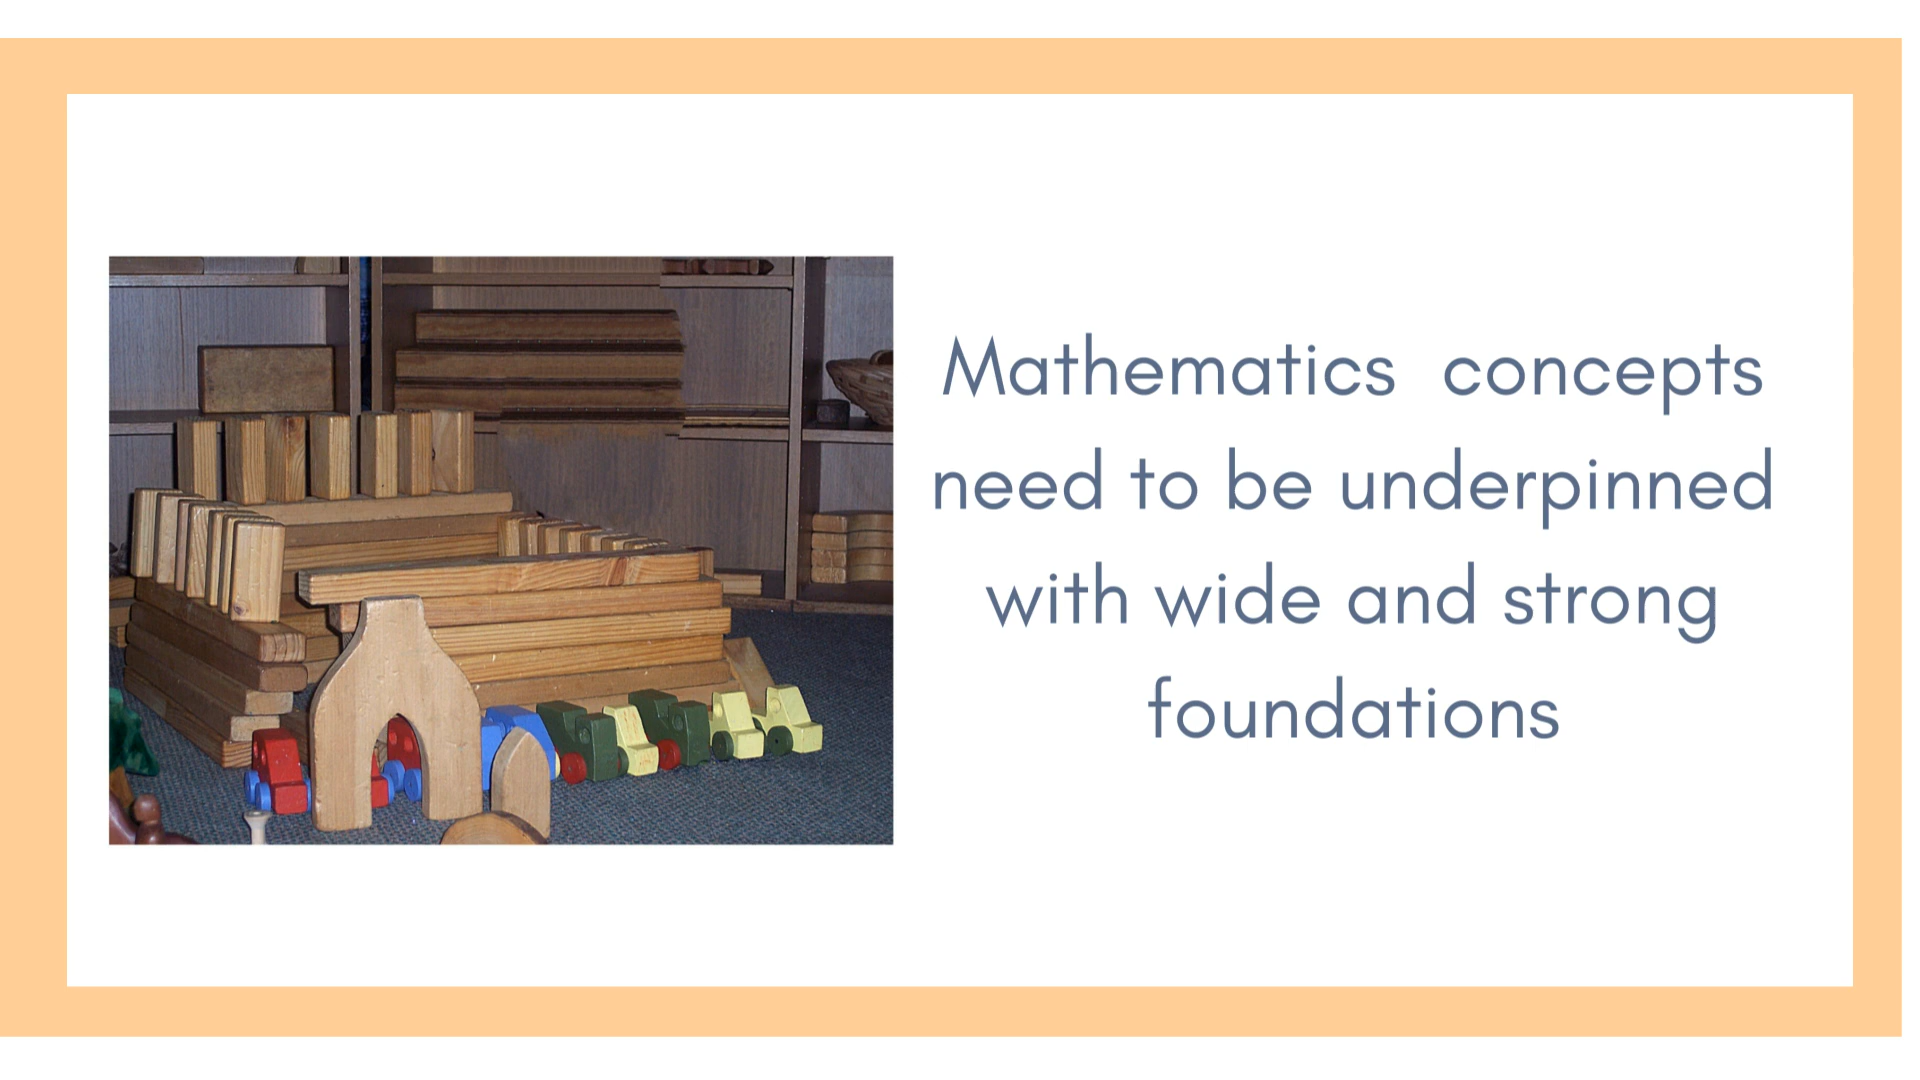 Mathematics  concepts
need to be underpinned
with wide and strong
foundations